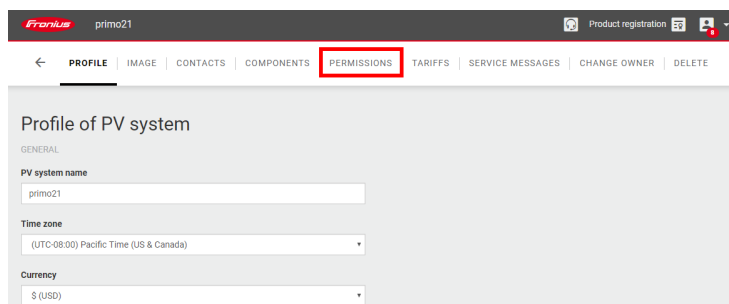 Fronius primo21 Product registration 8
PROFILE IMAGE CONTACTS COMPONENTS PERMISSIONS TARIFFS SERVICE MESSAGES CHANGE OWNER DELETE
Profile of PV system
GENERAL
PV system name
primo21
Time zone
(UTC-08:00) Pacific Time (US & Canada)
Currency
$ (USD)